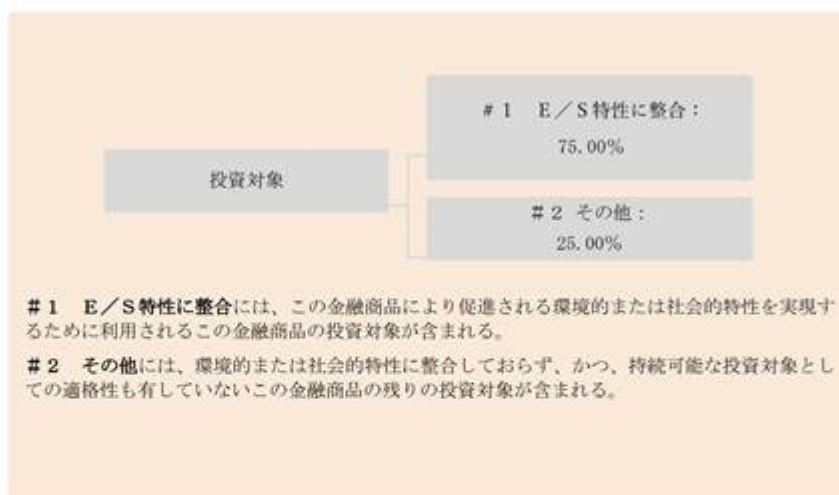 ＃１　Ｅ／Ｓ特性に整合：
75.00%
投資対象
＃２ その他：
25.00%
＃１　Ｅ／Ｓ特性に整合には、この金融商品により促進される環境的または社会的特性を実現す
るために利用されるこの金融商品の投資対象が含まれる。
＃２　その他には、環境的または社会的特性に整合しておらず、かつ、持続可能な投資対象とし
ての適格性も有していないこの金融商品の残りの投資対象が含まれる。